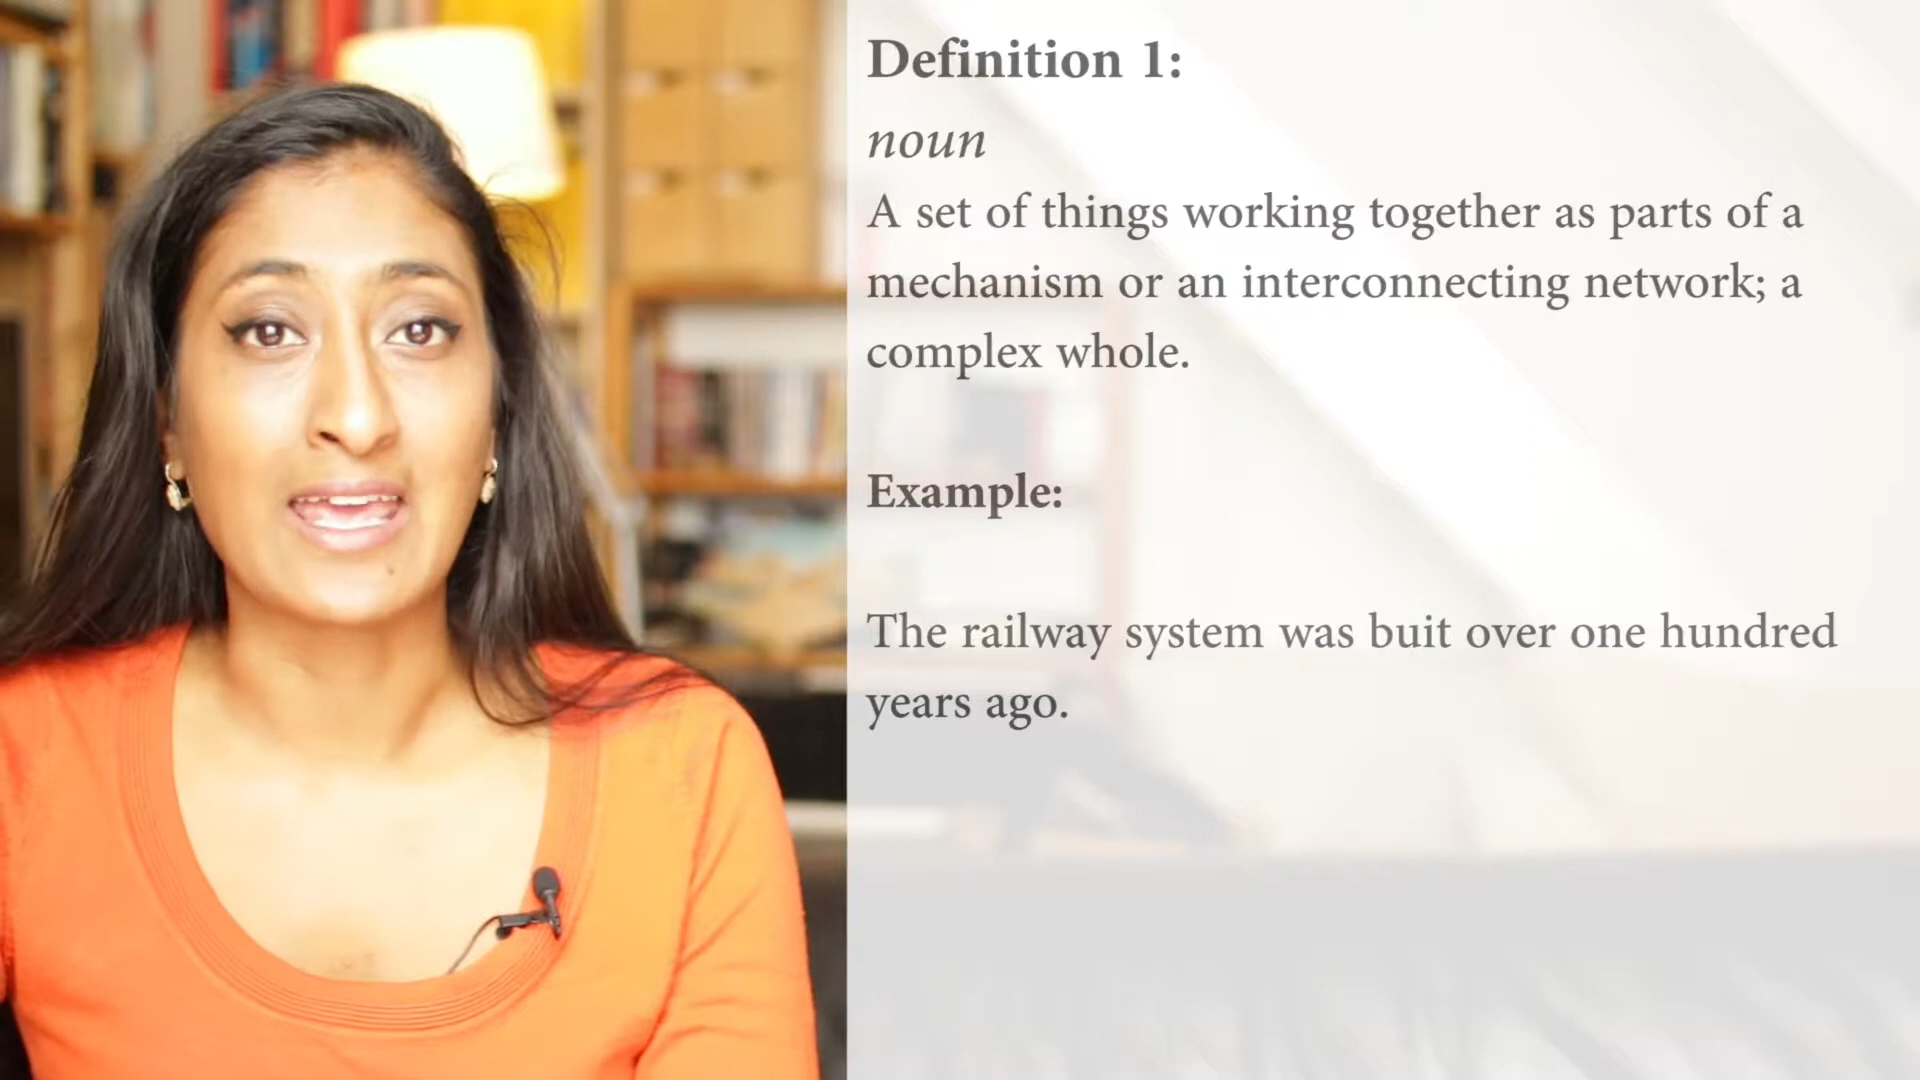 Definition 1:
noun
A set of things working together as parts of a
mechanism or an interconnecting network; a
complex whole.
Example:
The railway system was buit over one hundred
years ago.